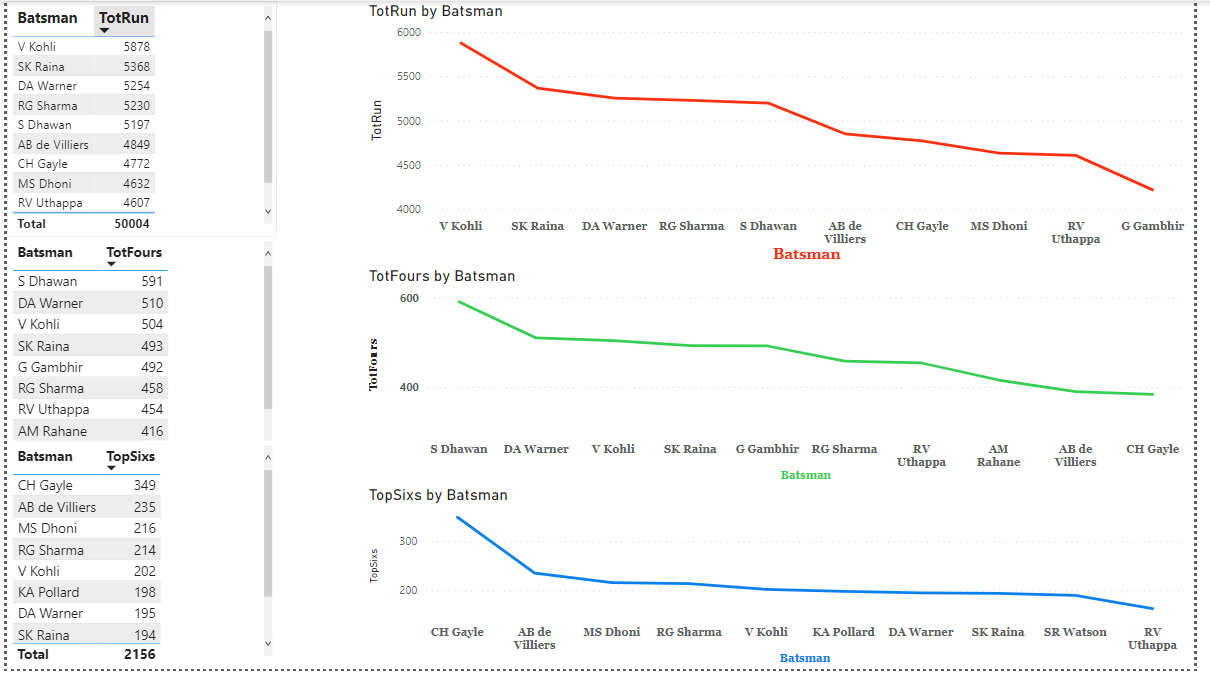 Batsman TotRun
V Kohli 5878
SK Raina 5368
DA Warner 5254
RG Sharma 5230
S Dhawan 5197
AB de Villiers 4849
CH Gayle 4772
MS Dhoni 4632
RV Uthappa 4607
Total 50004
Batsman TotFours
S Dhawan 591
DA Warner 510
V Kohli 504
SK Raina 493
G Gambhir 492
RG Sharma 458
RV Uthappa 454
AM Rahane 416
Batsman TopSixs
CH Gayle 349
AB de Villiers 235
MS Dhoni 216
RG Sharma 214
V Kohli 202
KA Pollard 198
DA Warner 195
SK Raina 194
Total 2156
TotRun by Batsman
TotRun
6000
5500
5000
4500
4000
V Kohli SK Raina DA Warner RG Sharma S Dhawan AB de CH Gayle MS Dhoni RV G Gambhir
Villiers Uthappa
Batsman
TotFours by Batsman
TotFours
600
400
S Dhawan DA Warner V Kohli SK Raina G Gambhir RG Sharma RV AM AB de CH Gayle
Uthappa Rahane Villiers
Batsman
TopSixs by Batsman
TopSixs
300
200
CH Gayle AB de MS Dhoni RG Sharma V Kohli KA Pollard DA Warner SK Raina SR Watson RV
Villiers Uthappa
Batsman